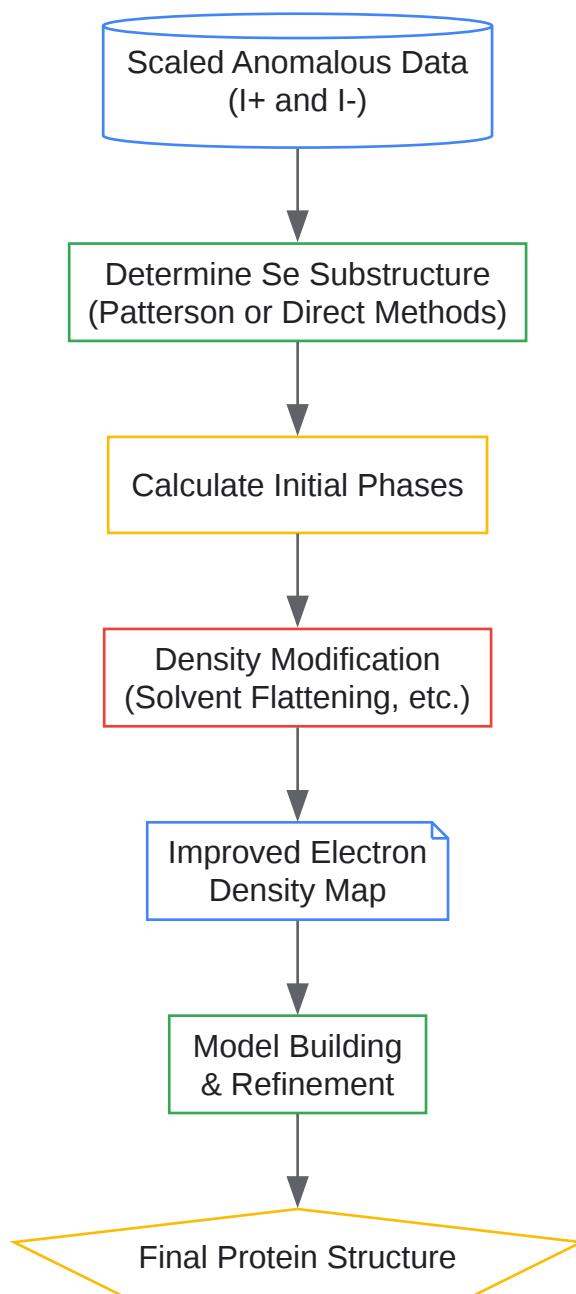 Scaled Anomalous Data
(I+ and I-)
Determine Se Substructure
(Patterson or Direct Methods)
Calculate Initial Phases
Density Modification
(Solvent Flattening, etc.)
Improved Electron
Density Map
Model Building
& Refinement
Final Protein Structure